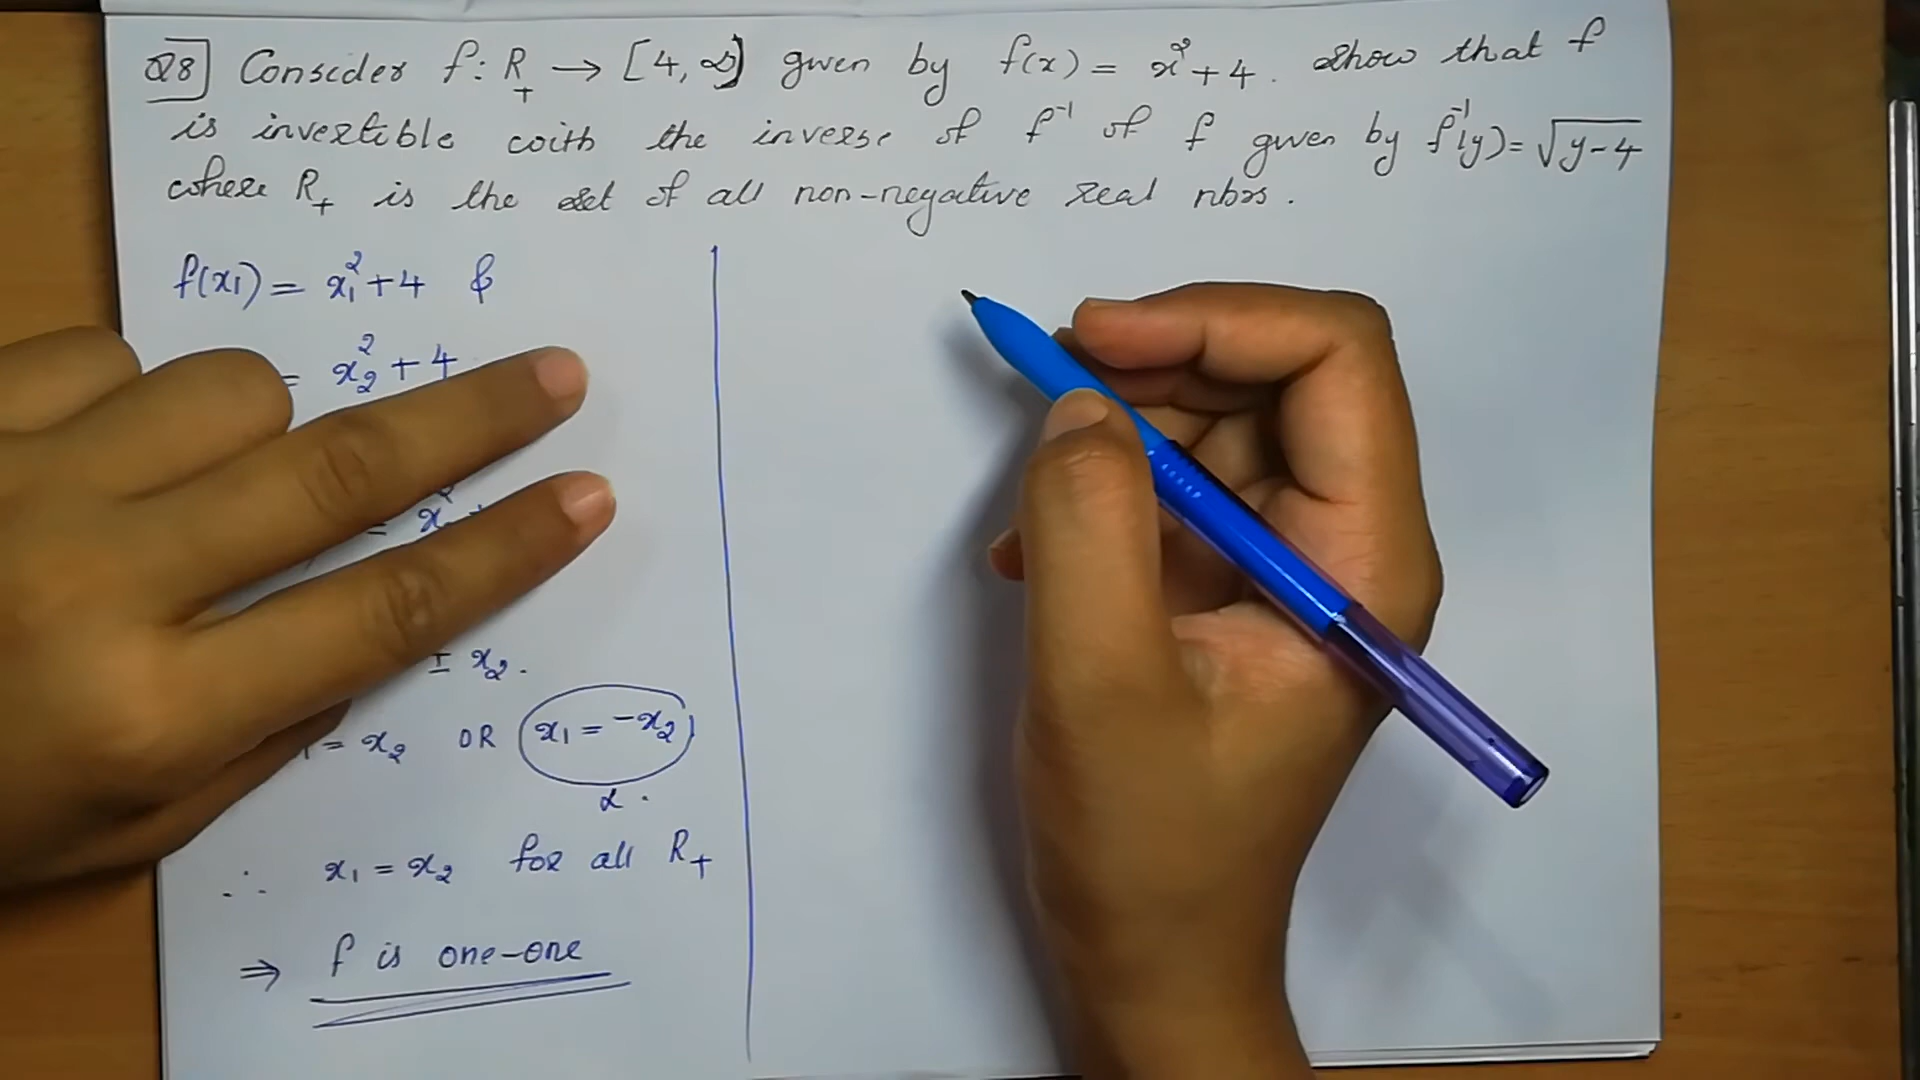 Q8] Consider f: R₊ → [4, ∞) given by f(x) = x² + 4. Show that f
is invertible with the inverse of f⁻¹ of f given by f⁻¹(y) = √y-4
where R₊ is the set of all non-negative real nbrs.
f(x₁) = x₁² + 4 &
= x₂² + 4
= x
± x₂.
= x₂ OR x₁ = -x₂
∴ x₁ = x₂ for all R₊
⇒ f is one-one